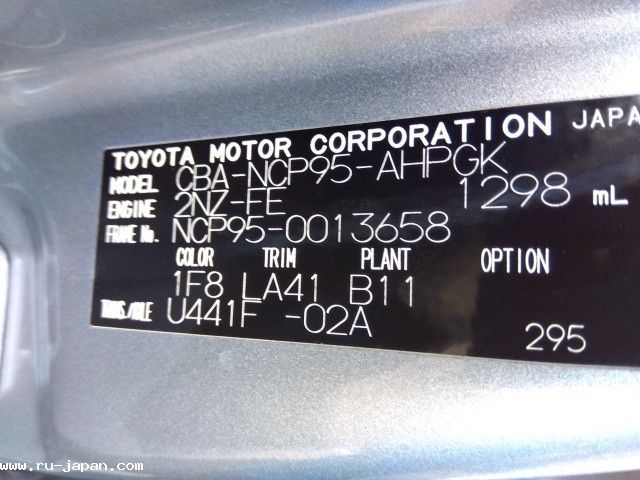 TOYOTA MOTOR CORPORATION JAPAN
MODEL CBA-NCP95-AHPGK
ENGINE 2NZ-FE 1298 mL
FRAME No. NCP95-0013658
COLOR TRIM PLANT OPTION
1F8 LA41 B11
TRANS/AXLE U441F -02A
295
www.ru-japan.com